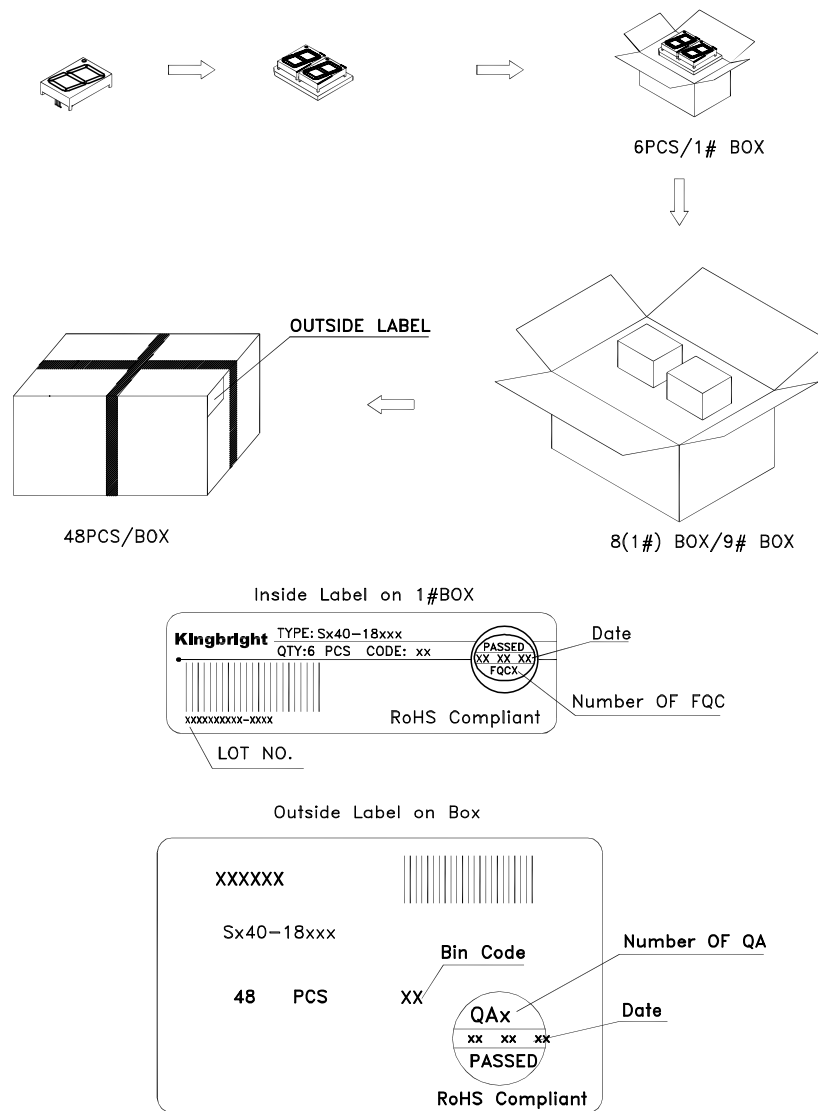 6PCS/1# BOX
OUTSIDE LABEL
48PCS/BOX
8(1#) BOX/9# BOX
Inside Label on 1#BOX
Kingbright
TYPE: Sx40-18xxx
QTY:6 PCS CODE: xx
PASSED
XX XX XX
FQCX
Date
Number OF FQC
xxxxxxxxxx-xxxx
RoHS Compliant
LOT NO.
Outside Label on Box
XXXXXX
Sx40-18xxx
Bin Code
Number OF QA
48 PCS XX
QAx
Date
xx xx xx
PASSED
RoHS Compliant